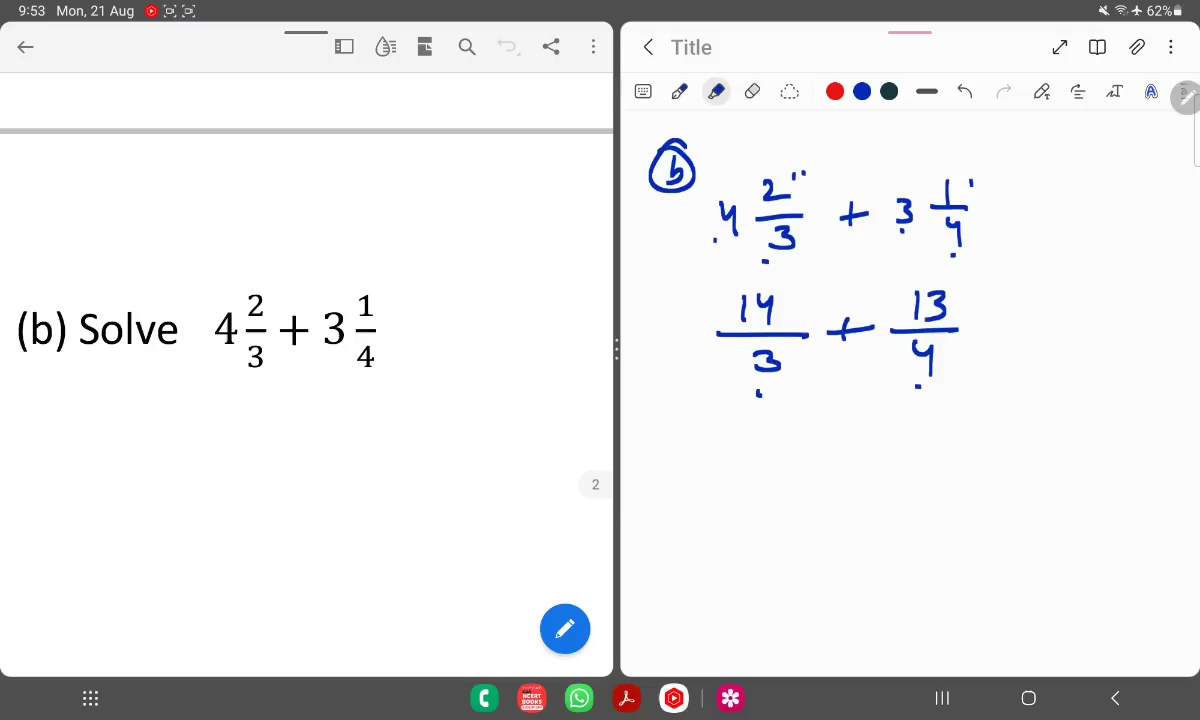 9:53 Mon, 21 Aug
62%
Title
(b) Solve 4 2/3 + 3 1/4
2
b
4 2/3 + 3 1/4
14/3 + 13/4